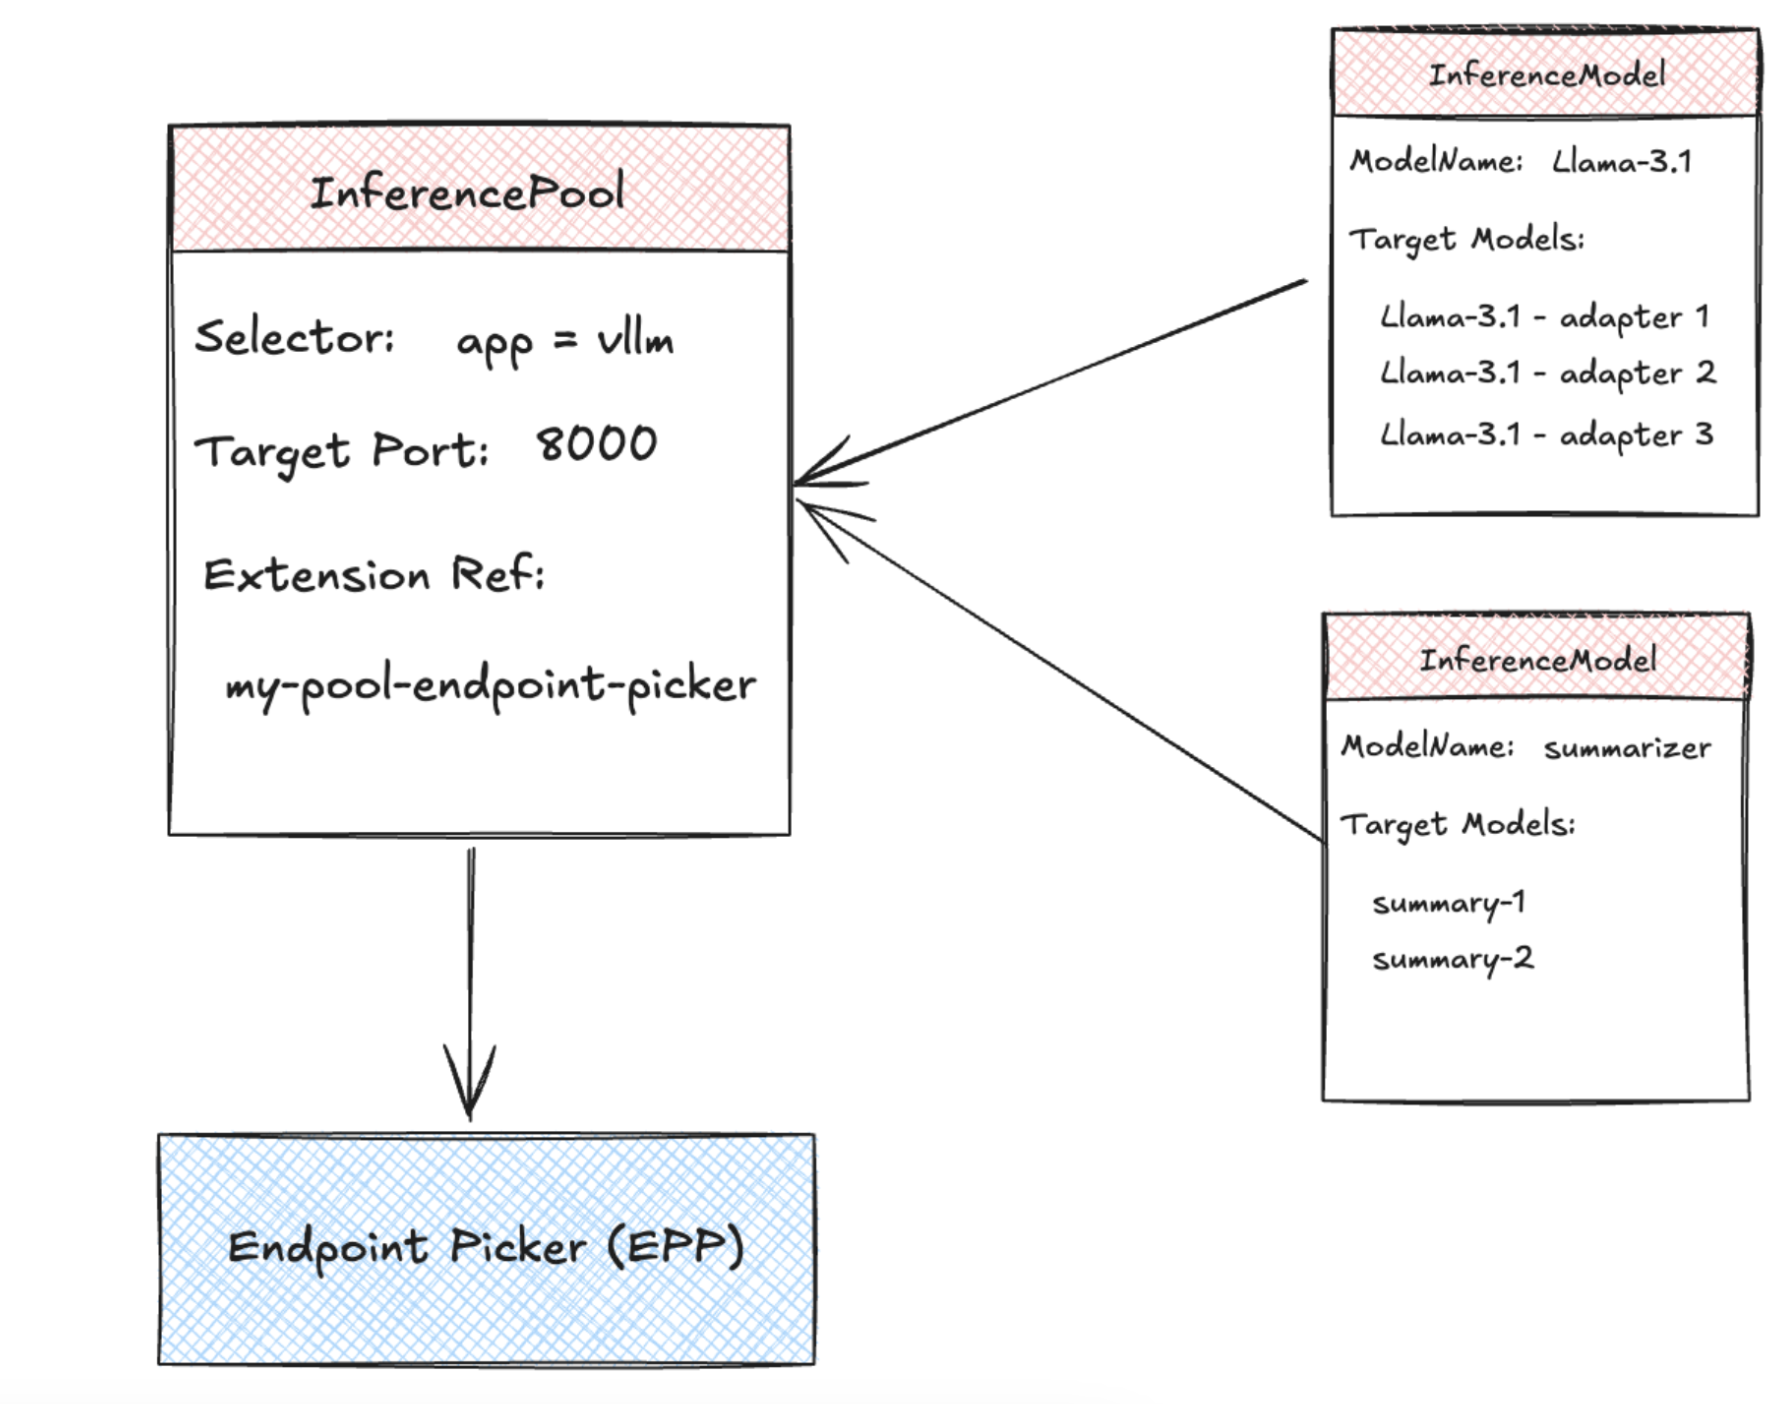 InferencePool
Selector: app = vllm
Target Port: 8000
Extension Ref:
my-pool-endpoint-picker
Endpoint Picker (EPP)
InferenceModel
ModelName: Llama-3.1
Target Models:
Llama-3.1 - adapter 1
Llama-3.1 - adapter 2
Llama-3.1 - adapter 3
InferenceModel
ModelName: summarizer
Target Models:
summary-1
summary-2